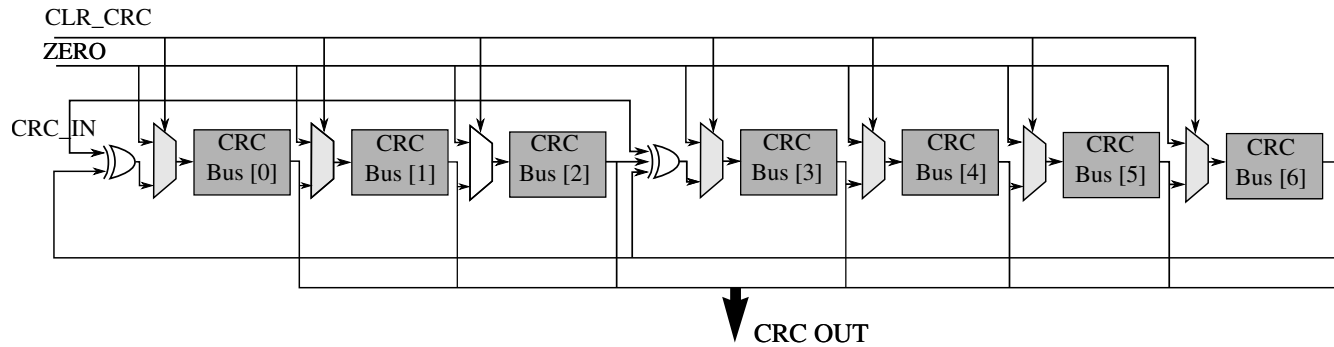 CLR_CRC
ZERO
CRC_IN
CRC
Bus [0]
CRC
Bus [1]
CRC
Bus [2]
CRC
Bus [3]
CRC
Bus [4]
CRC
Bus [5]
CRC
Bus [6]
CRC OUT